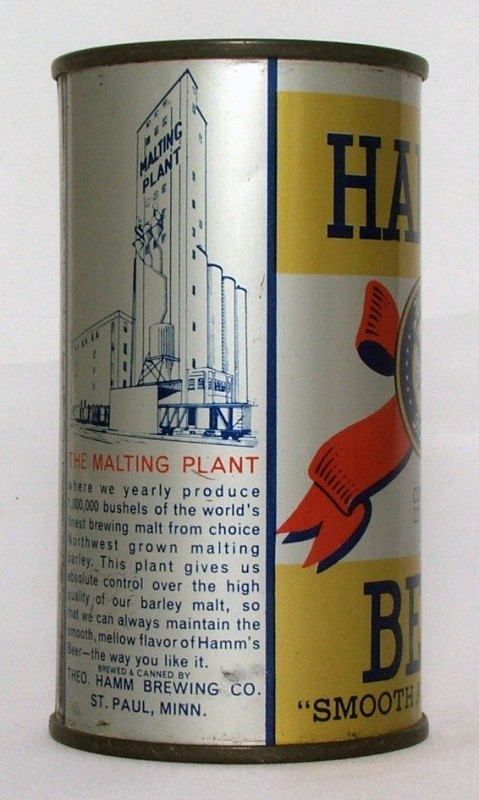 MALTING
PLANT
THE MALTING PLANT
where we yearly produce
1,000,000 bushels of the world's
finest brewing malt from choice
Northwest grown malting
barley. This plant gives us
absolute control over the high
quality of our barley malt, so
that we can always maintain the
smooth, mellow flavor of Hamm's
Beer—the way you like it.
BREWED & CANNED BY
THEO. HAMM BREWING CO.
ST. PAUL, MINN.
HA
BE
"SMOOTH A